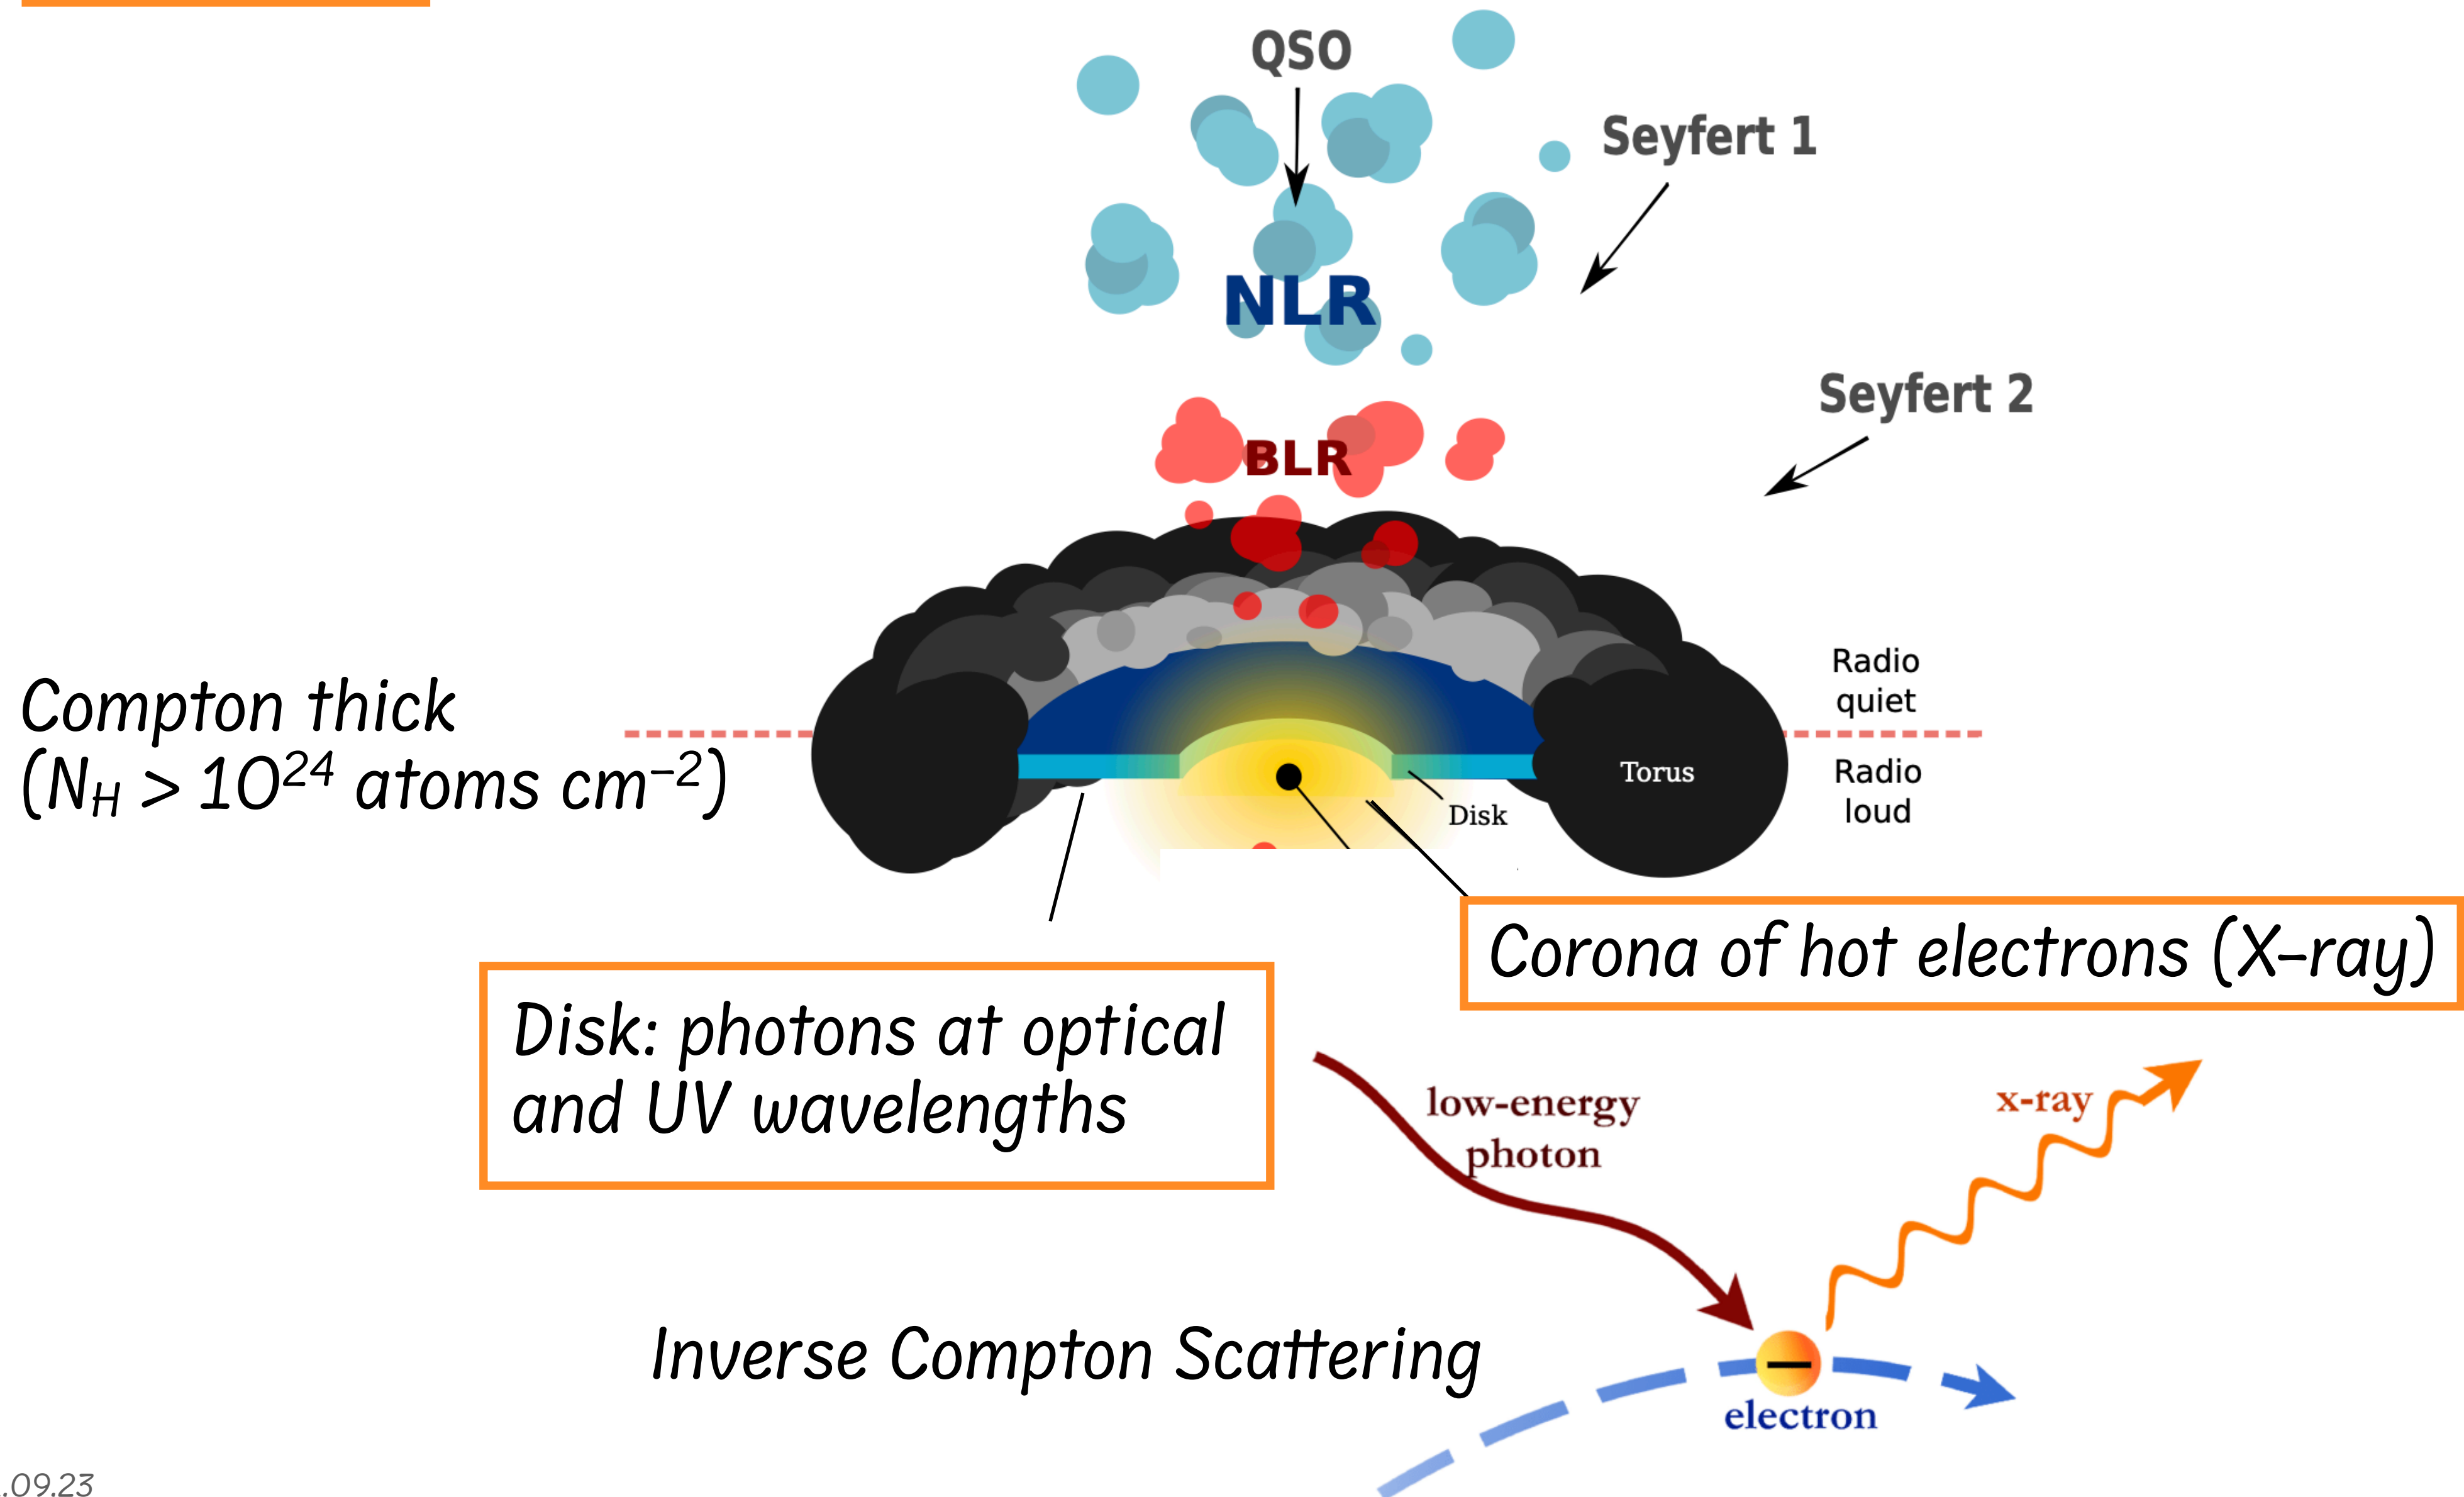 QSO
Seyfert 1
NLR
Seyfert 2
BLR
Compton thick
(N_H > 10^24 atoms cm^−2)
Radio
quiet
Radio
loud
Torus
Disk
Corona of hot electrons (X-ray)
Disk: photons at optical
and UV wavelengths
low-energy
photon
x-ray
Inverse Compton Scattering
electron
.09.23